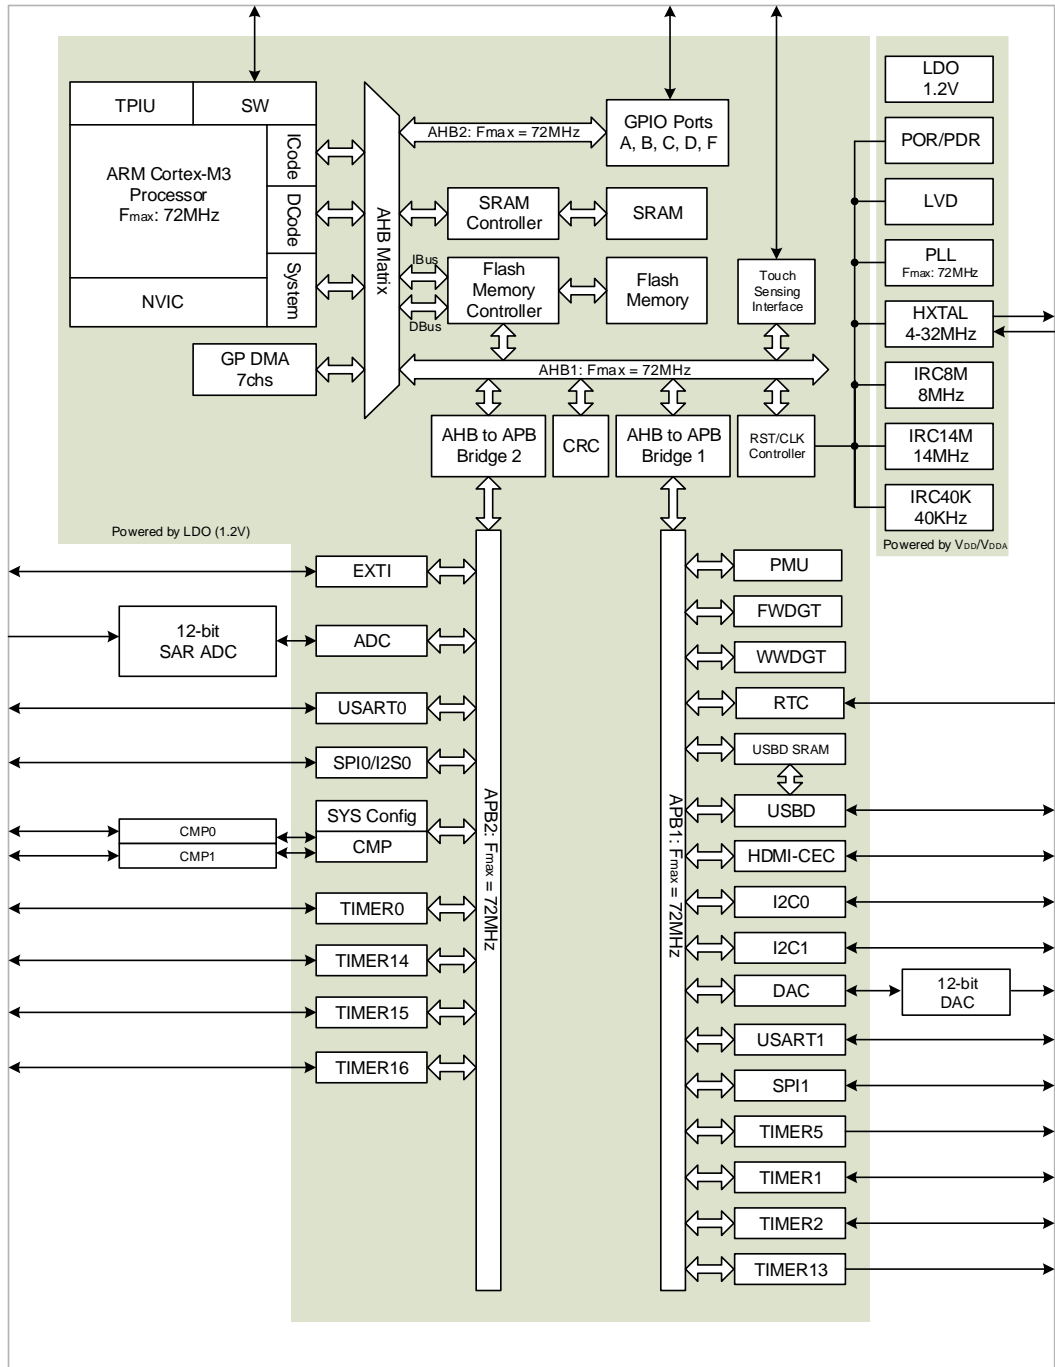 TPIU
SW
ARM Cortex-M3
Processor
Fmax: 72MHz
ICode
DCode
System
NVIC
GP DMA
7chs
AHB Matrix
AHB2: Fmax = 72MHz
GPIO Ports
A, B, C, D, F
SRAM
Controller
SRAM
IBus
DBus
Flash
Memory
Controller
Flash
Memory
Touch
Sensing
Interface
AHB1: Fmax = 72MHz
AHB to APB
Bridge 2
CRC
AHB to APB
Bridge 1
RST/CLK
Controller
LDO
1.2V
POR/PDR
LVD
PLL
Fmax: 72MHz
HXTAL
4-32MHz
IRC8M
8MHz
IRC14M
14MHz
IRC40K
40KHz
Powered by LDO (1.2V)
Powered by VDD/VDDA
EXTI
12-bit
SAR ADC
ADC
USART0
SPI0/I2S0
SYS Config
CMP0
CMP1
CMP
TIMER0
TIMER14
TIMER15
TIMER16
APB2: Fmax = 72MHz
APB1: Fmax = 72MHz
PMU
FWDGT
WWDGT
RTC
USBD SRAM
USBD
HDMI-CEC
I2C0
I2C1
DAC
12-bit
DAC
USART1
SPI1
TIMER5
TIMER1
TIMER2
TIMER13